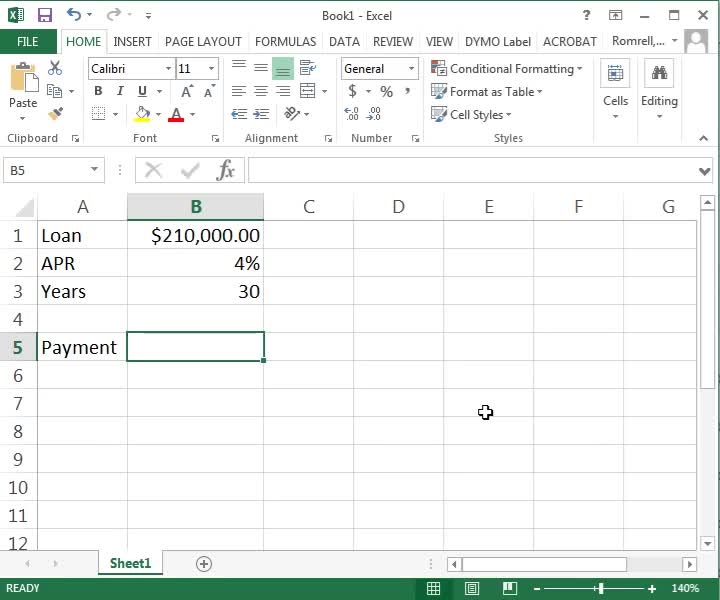 Book1 - Excel
FILE HOME INSERT PAGE LAYOUT FORMULAS DATA REVIEW VIEW DYMO Label ACROBAT Romrell,...
Calibri 11 General Conditional Formatting
Paste B I U A A $ % , Format as Table Cells Editing
A Cell Styles
Clipboard Font Alignment Number Styles
B5 fx
A B C D E F G
1 Loan $210,000.00
2 APR 4%
3 Years 30
4
5 Payment
6
7
8
9
10
11
12
Sheet1
READY 140%